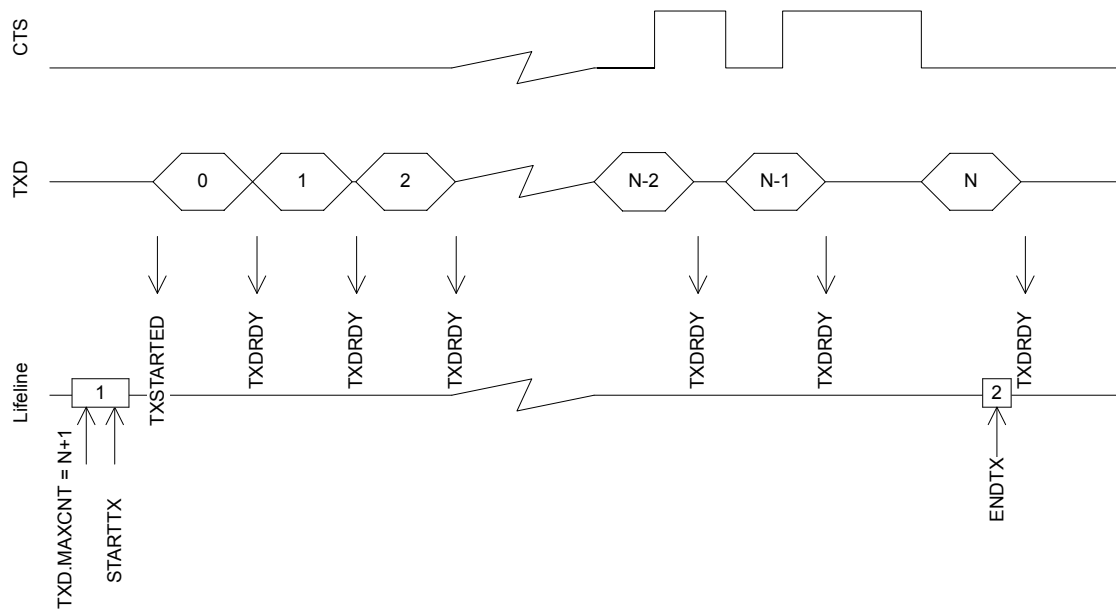 CTS
TXD
0
1
2
N-2
N-1
N
TXSTARTED
TXDRDY
TXDRDY
TXDRDY
TXDRDY
TXDRDY
TXDRDY
Lifeline
1
2
TXD.MAXCNT = N+1
STARTTX
ENDTX